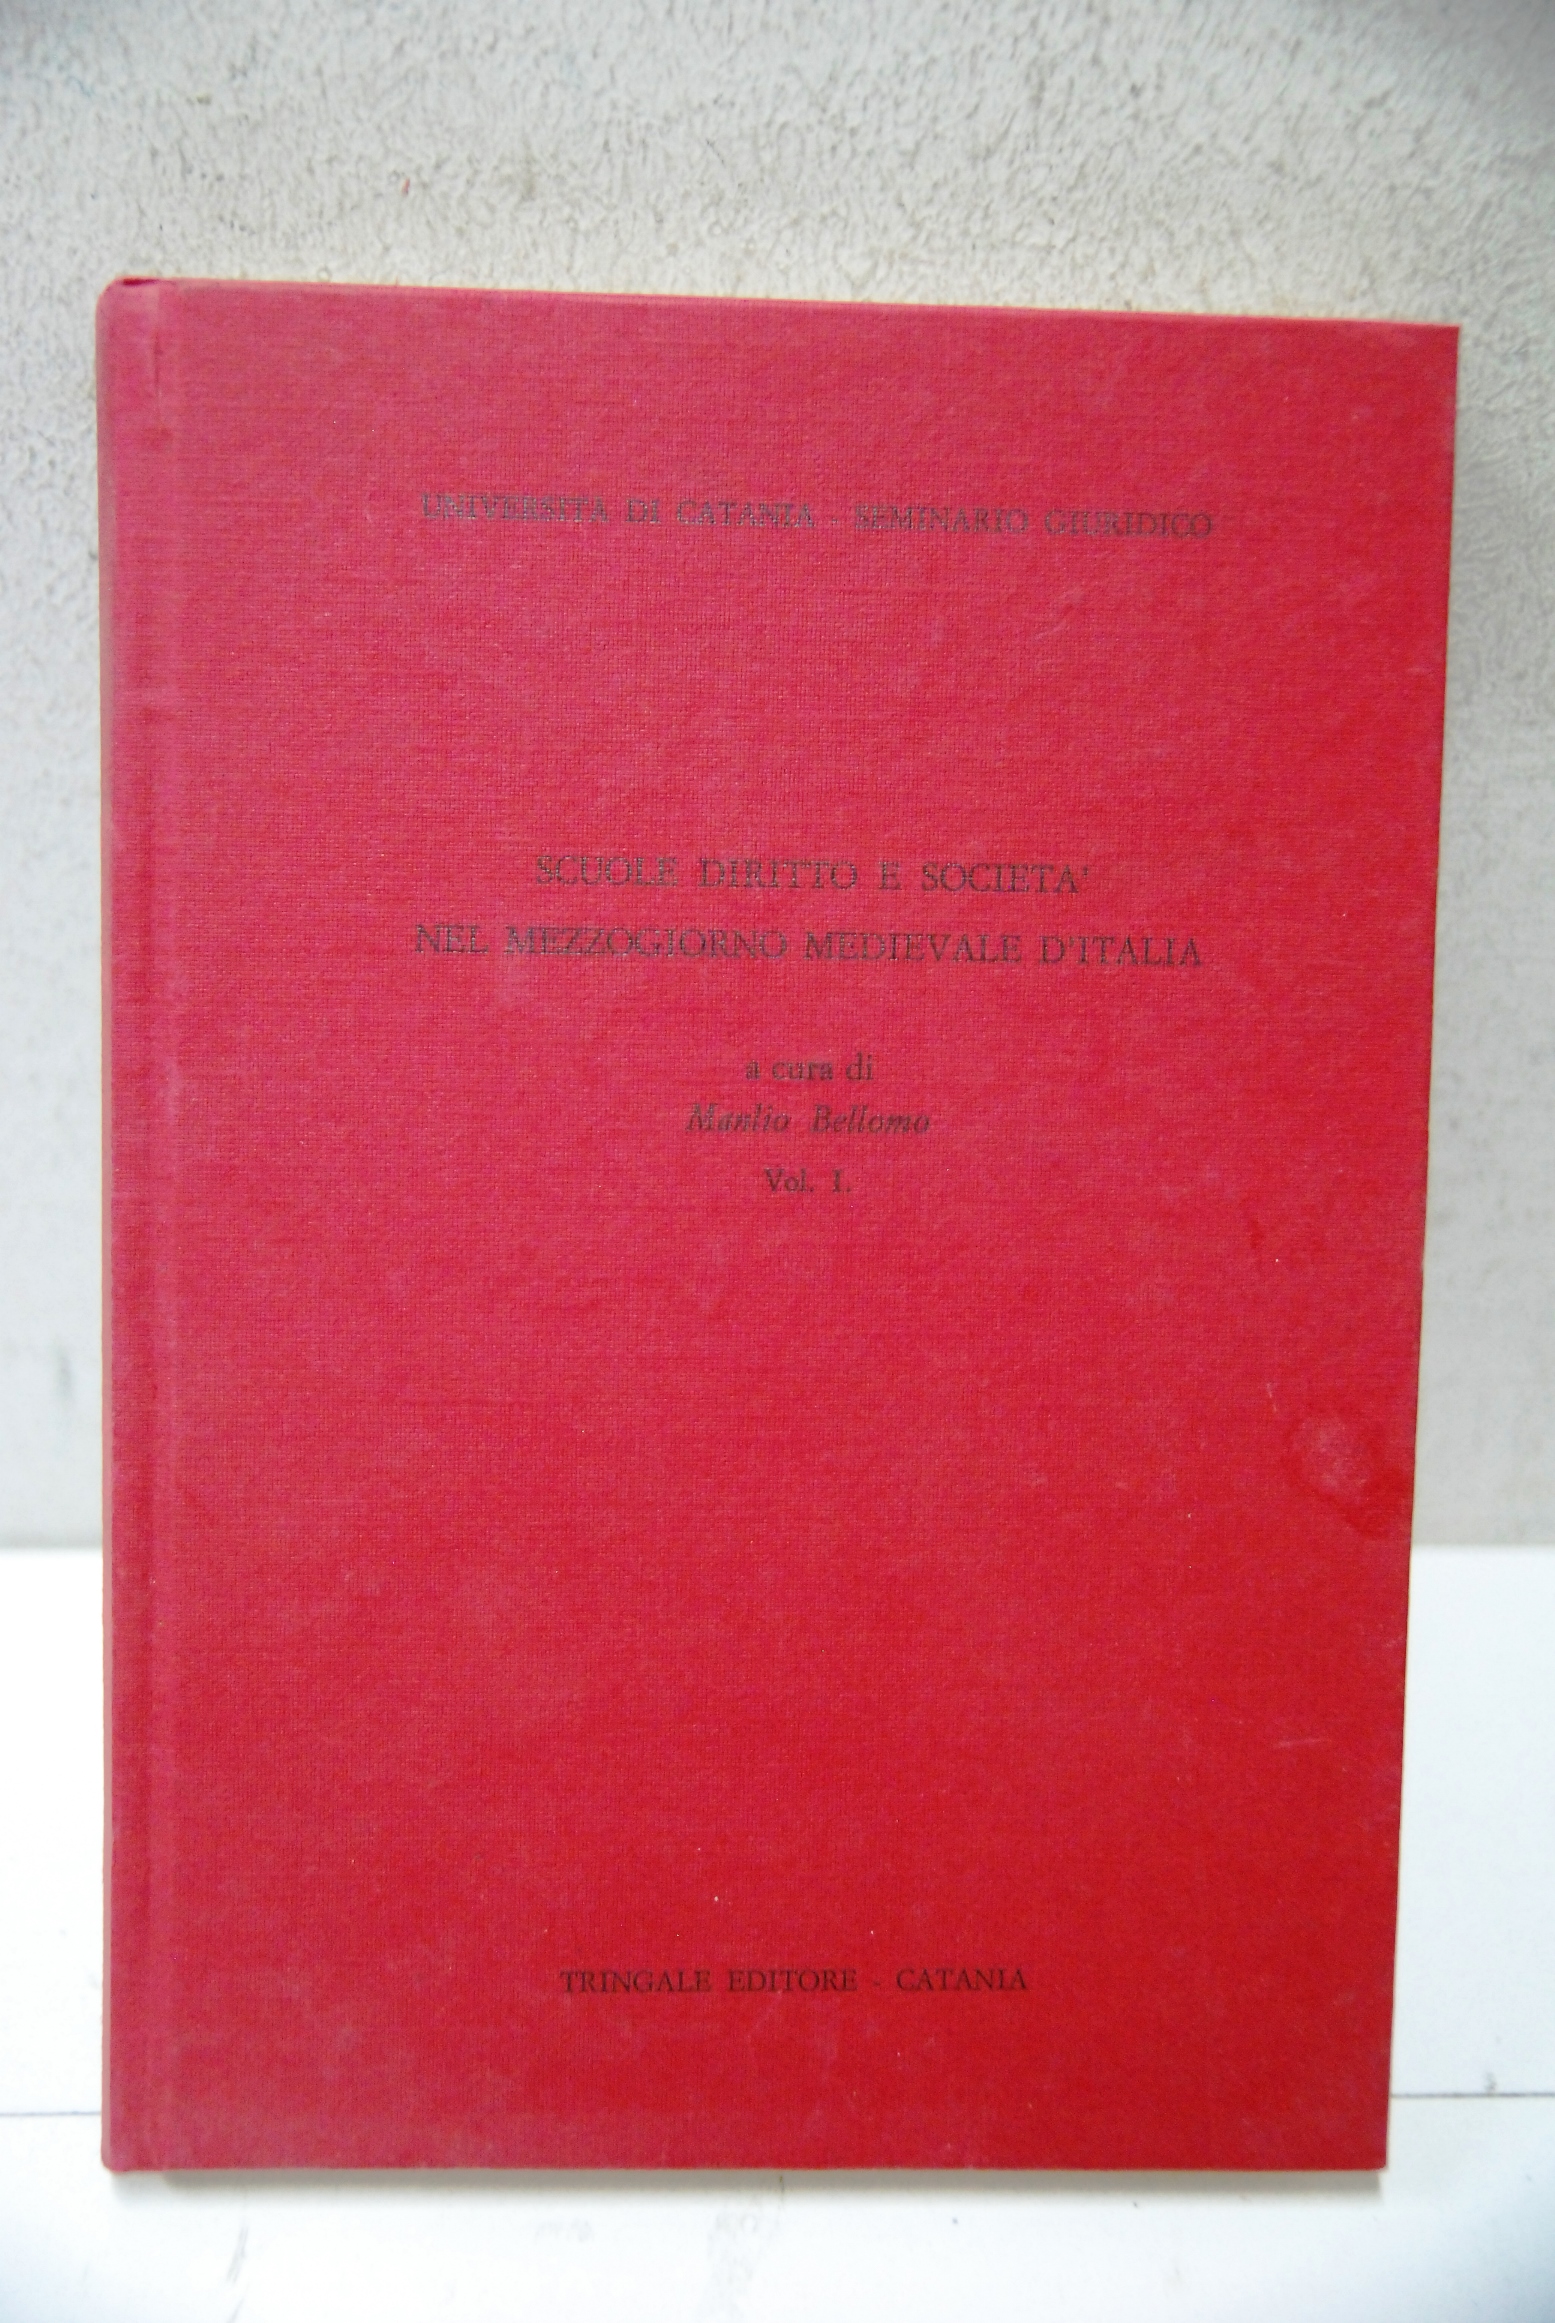 UNIVERSITÀ DI CATANIA - SEMINARIO GIURIDICO
SCUOLE DIRITTO E SOCIETA'
NEL MEZZOGIORNO MEDIEVALE D'ITALIA
a cura di
Manlio Bellomo
Vol. I.
TRINGALE EDITORE - CATANIA